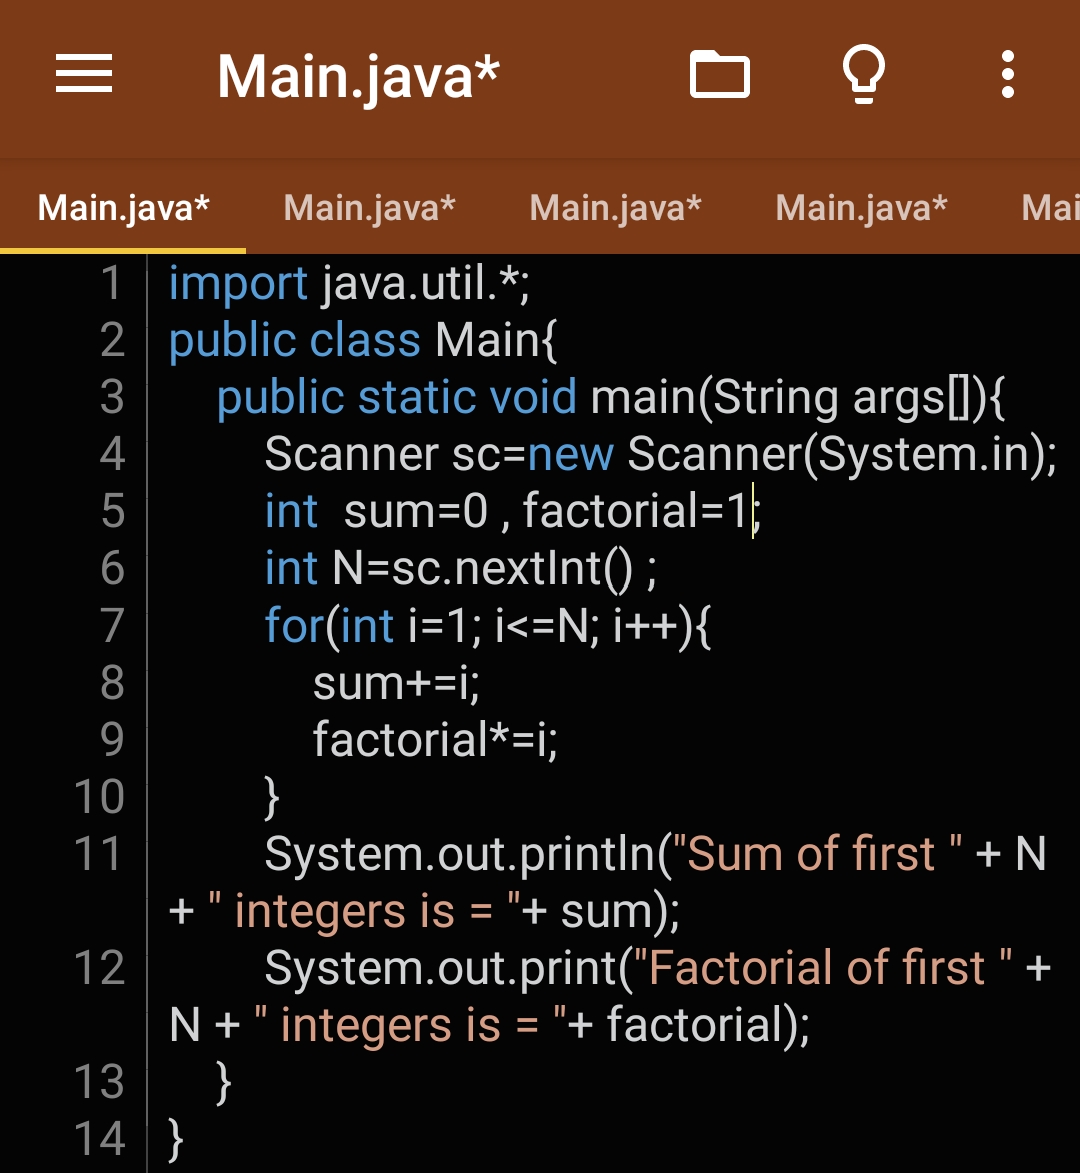 Main.java*
Main.java* Main.java* Main.java* Main.java* Mai
1 import java.util.*;
2 public class Main{
3 public static void main(String args[]){
4 Scanner sc=new Scanner(System.in);
5 int  sum=0 , factorial=1;
6 int N=sc.nextInt() ;
7 for(int i=1; i<=N; i++){
8 sum+=i;
9 factorial*=i;
10 }
11 System.out.println("Sum of first " + N
+ " integers is = "+ sum);
12 System.out.print("Factorial of first " +
N + " integers is = "+ factorial);
13 }
14 }